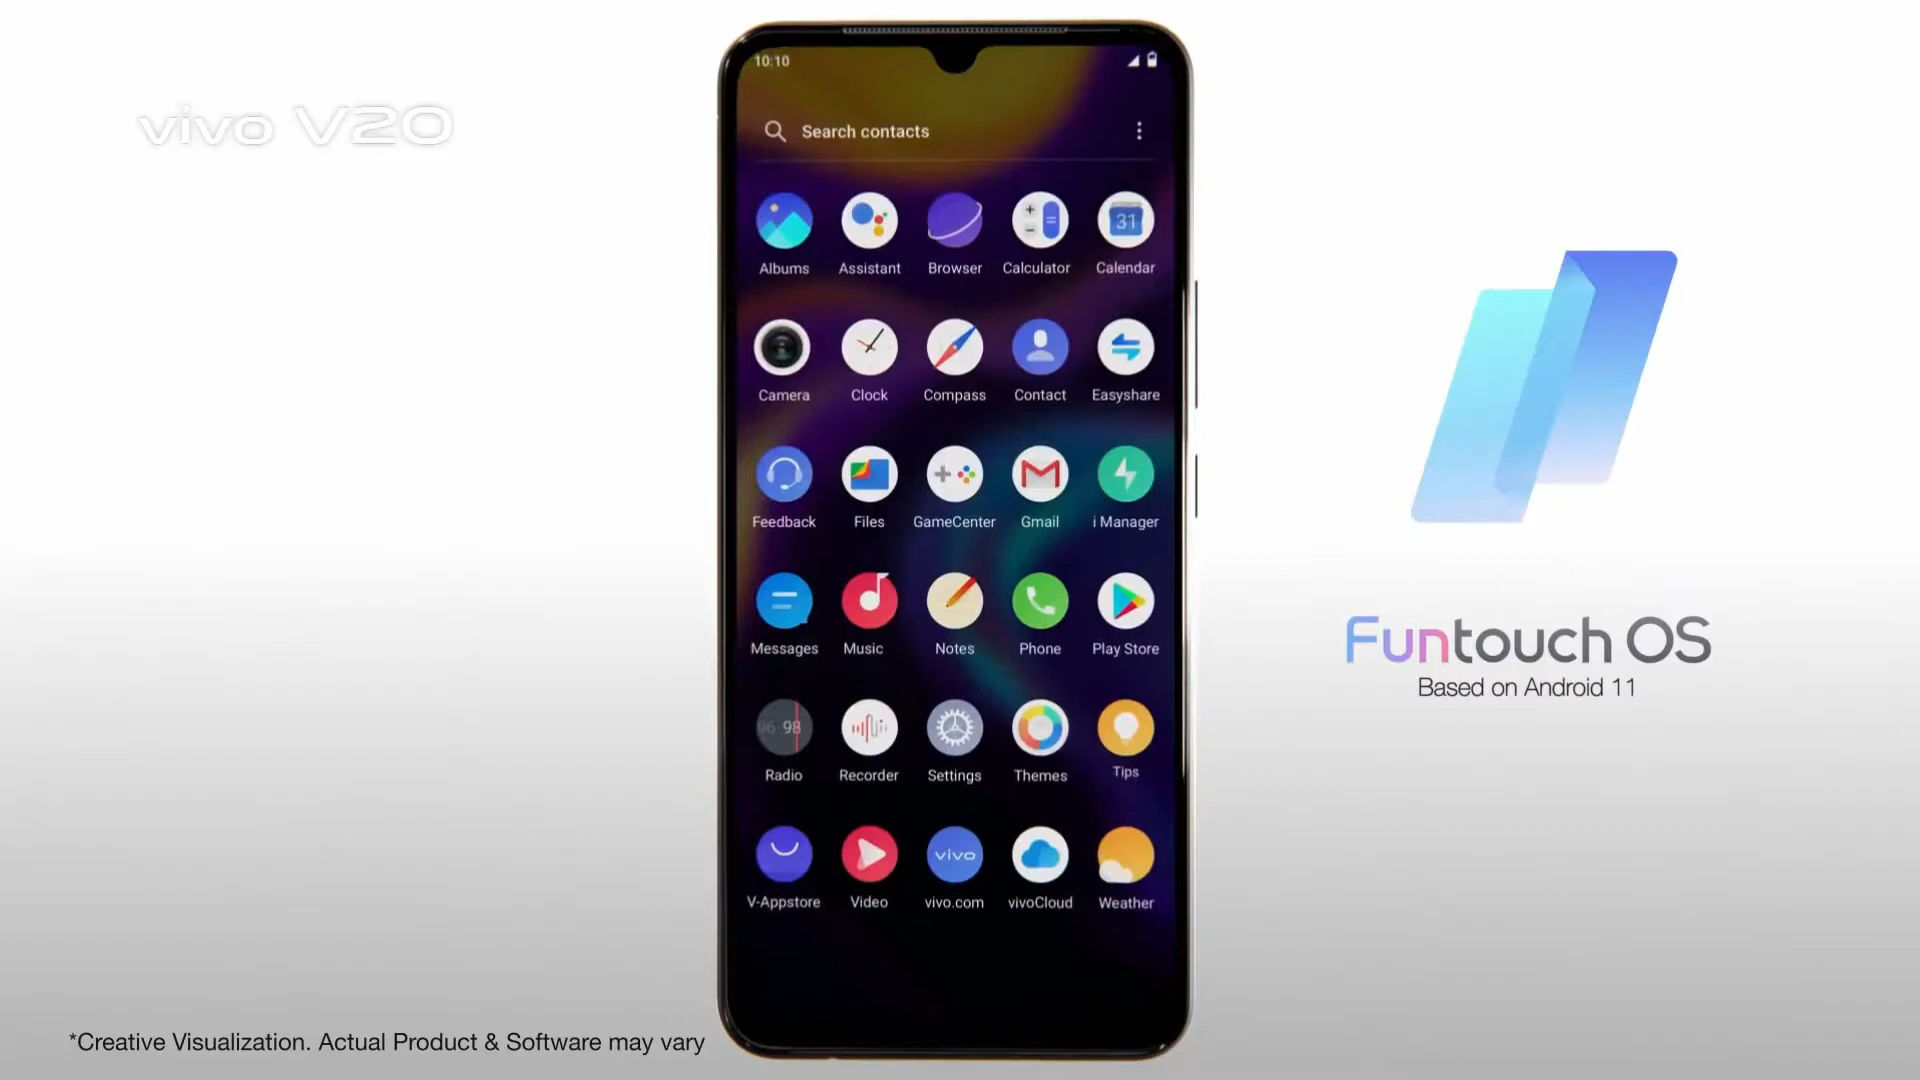 vivo V20
10:10
Search contacts
31
Albums Assistant Browser Calculator Calendar
Camera Clock Compass Contact Easyshare
Feedback Files GameCenter Gmail i Manager
Messages Music Notes Phone Play Store
96 98
Radio Recorder Settings Themes Tips
vivo
V-Appstore Video vivo.com vivoCloud Weather
Funtouch OS
Based on Android 11
*Creative Visualization. Actual Product & Software may vary